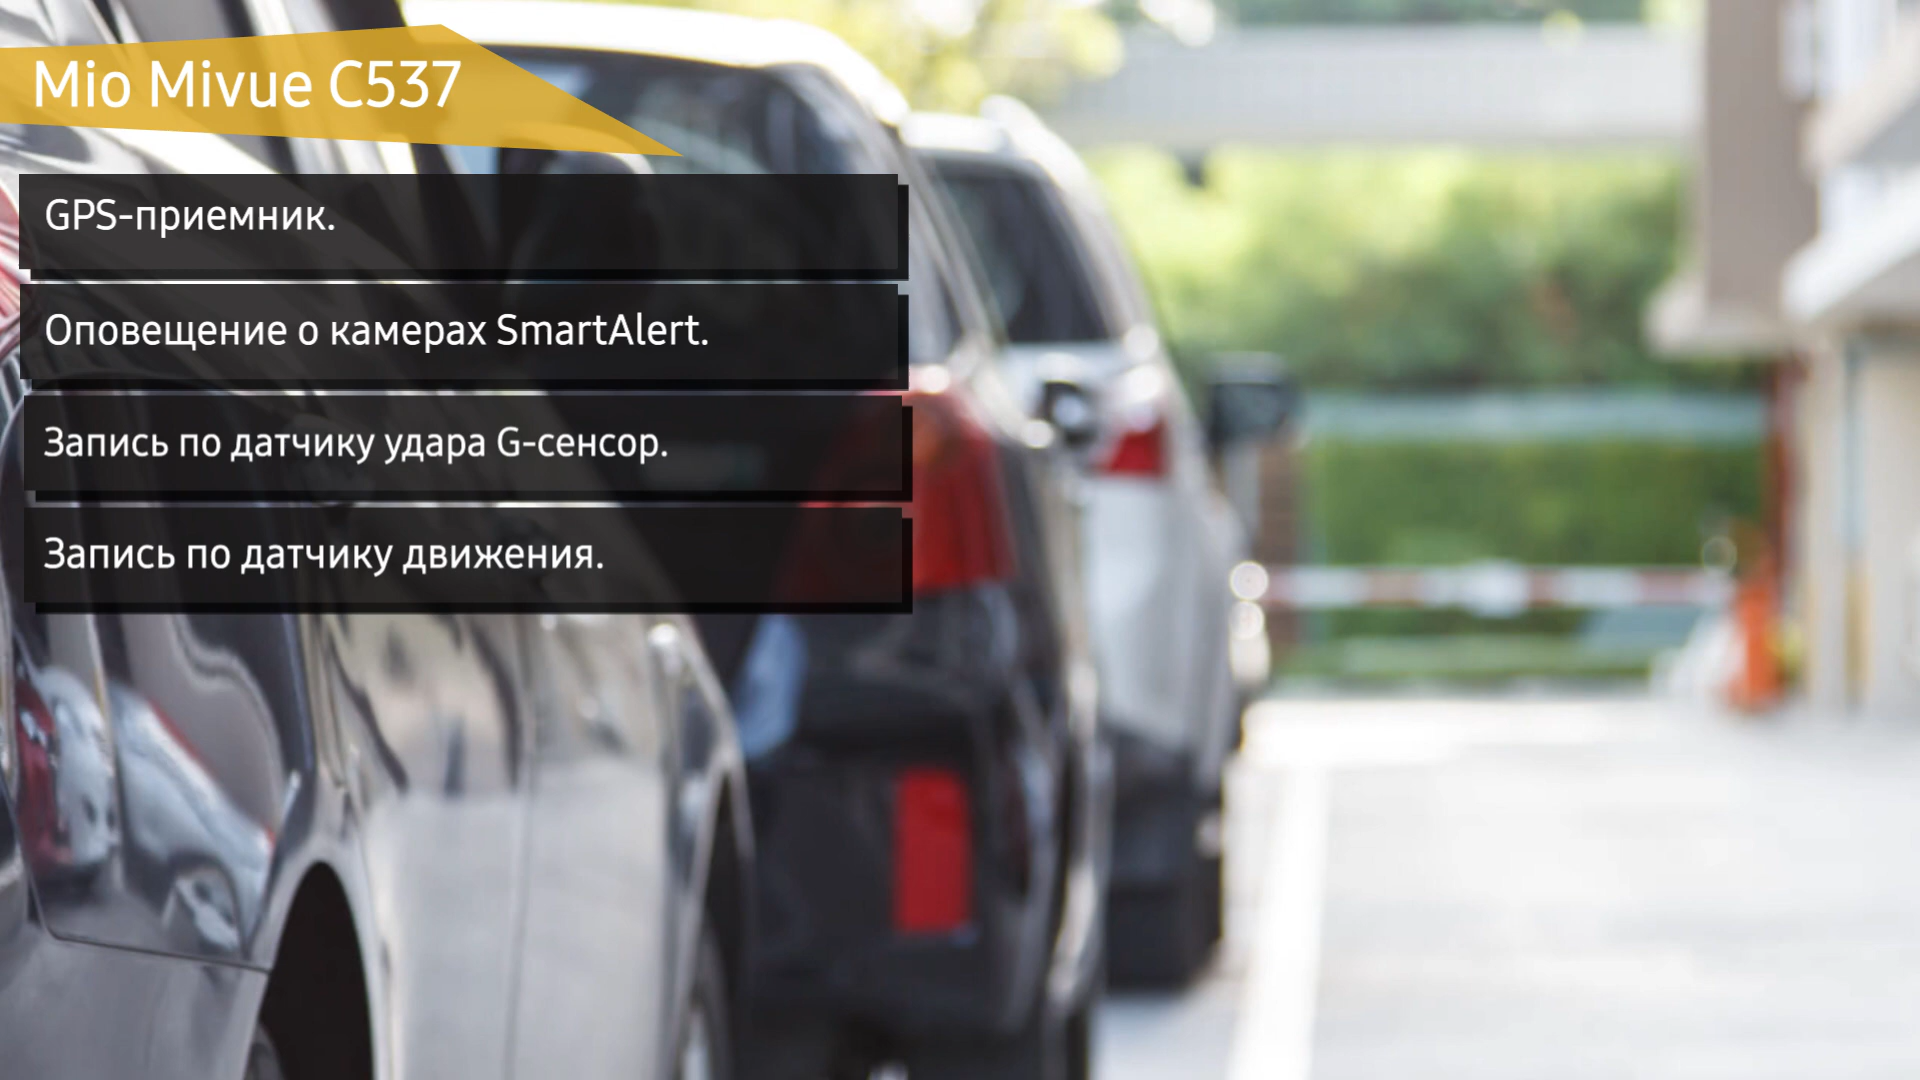 Mio Mivue C537
GPS-приемник.
Оповещение о камерах SmartAlert.
Запись по датчику удара G-сенсор.
Запись по датчику движения.